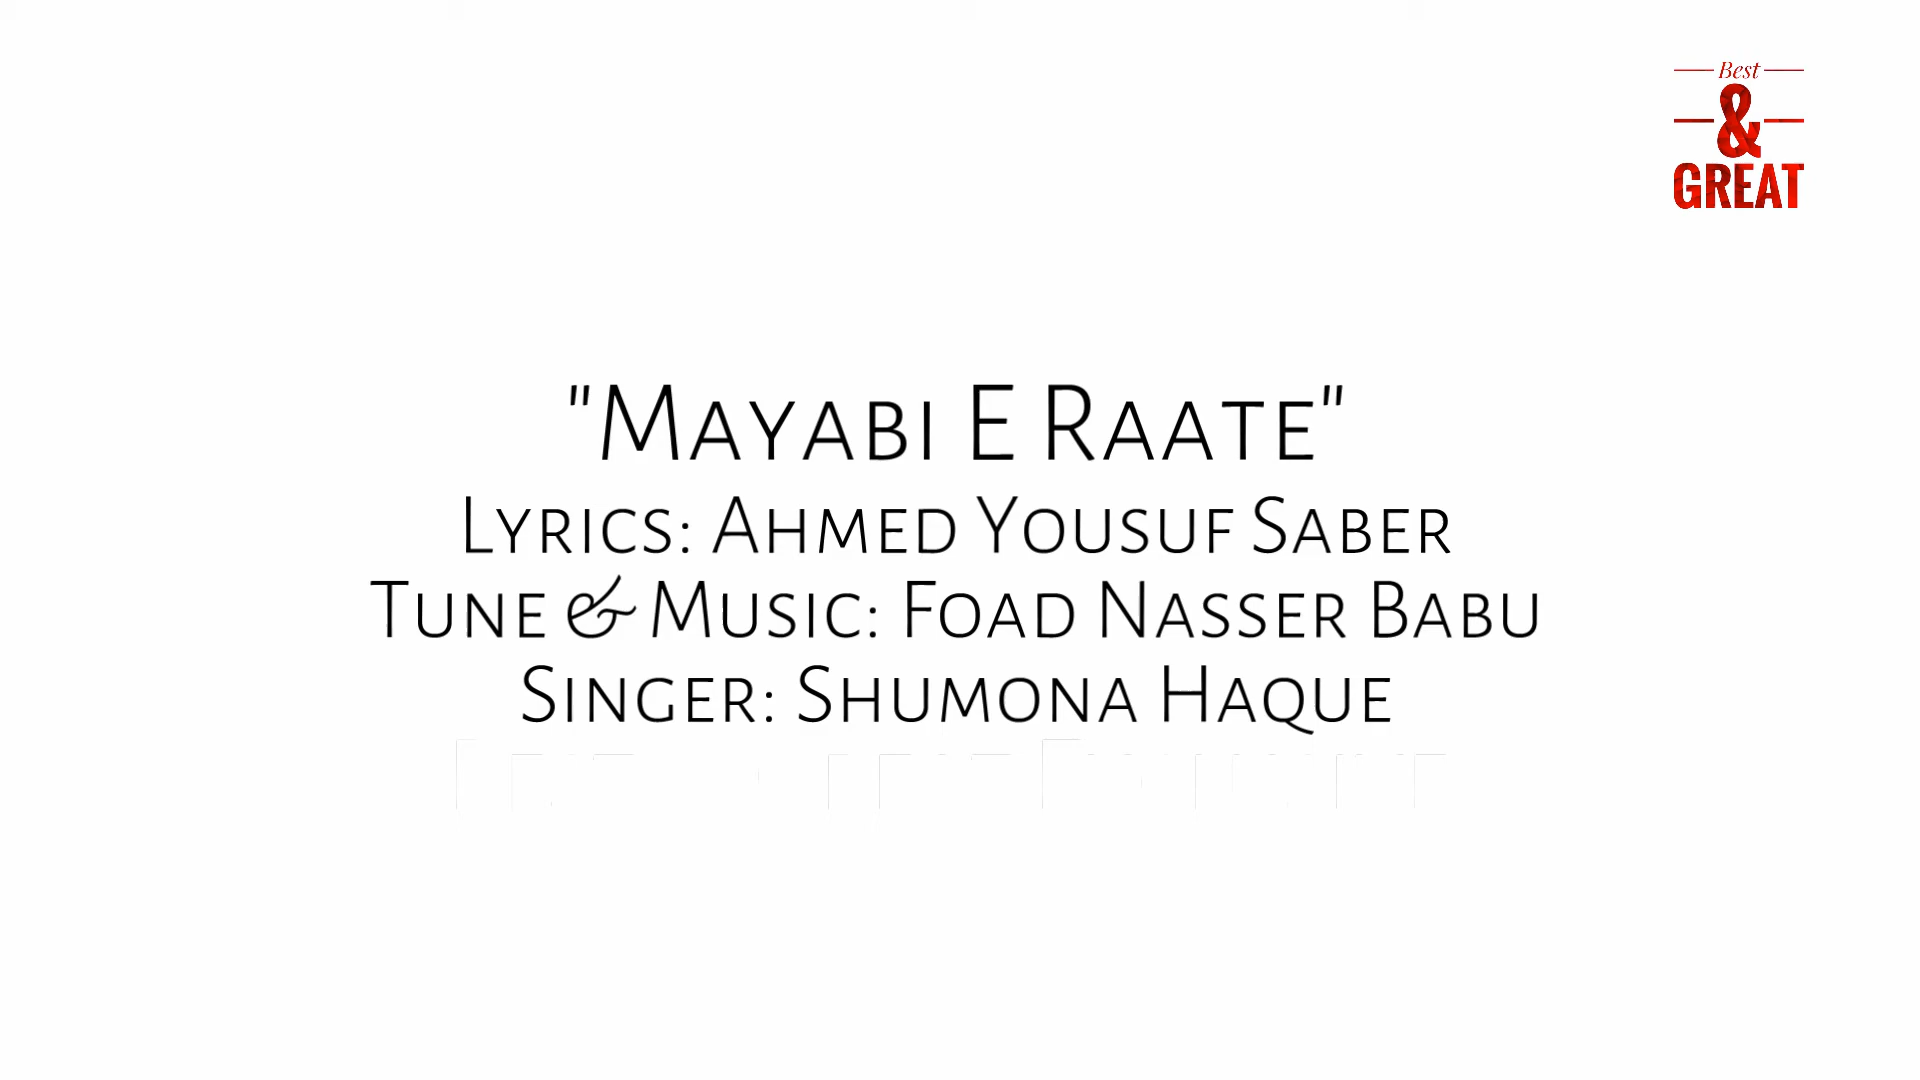 Best
&
GREAT
"MAYABI E RAATE"
LYRICS: AHMED YOUSUF SABER
TUNE & MUSIC: FOAD NASSER BABU
SINGER: SHUMONA HAQUE